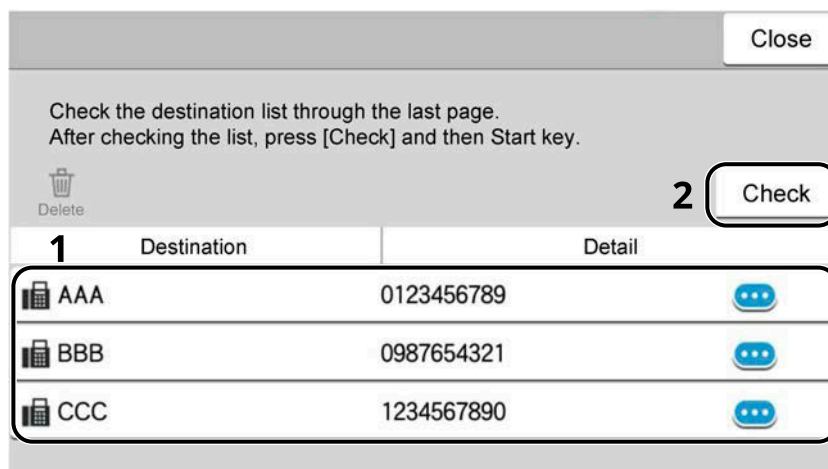 Close
Check the destination list through the last page.
After checking the list, press [Check] and then Start key.
Delete
2 Check
1 Destination Detail
AAA 0123456789
BBB 0987654321
CCC 1234567890